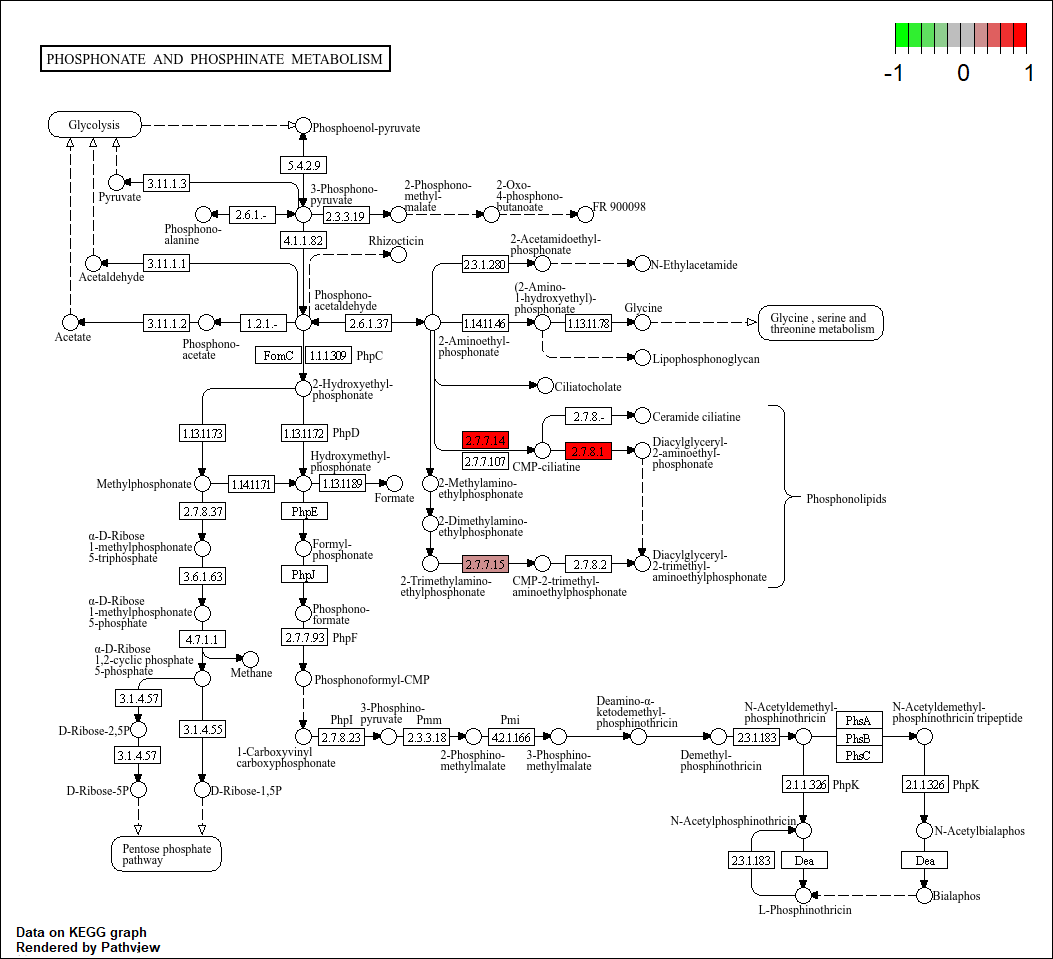 PHOSPHONATE AND PHOSPHINATE METABOLISM
-1 0 1
Glycolysis
Phosphoenol-pyruvate
5.4.2.9
3.11.1.3
Pyruvate
3-Phosphono-
pyruvate
2-Phosphono-
methyl-
malate
2-Oxo-
4-phosphono-
butanoate
FR 900098
2.6.1.-
2.3.3.19
Phosphono-
alanine
4.1.1.82
Rhizocticin
2-Acetamidoethyl-
phosphonate
3.11.1.1
Acetaldehyde
2.3.1.280
N-Ethylacetamide
Phosphono-
acetaldehyde
(2-Amino-
1-hydroxyethyl)-
phosphonate
Glycine
Glycine , serine and
threonine metabolism
3.11.1.2
1.2.1.-
2.6.1.37
1.14.11.46
1.13.11.78
Acetate
Phosphono-
acetate
2-Aminoethyl-
phosphonate
FomC
1.1.1.309
PhpC
Lipophosphonoglycan
2-Hydroxyethyl-
phosphonate
Ciliatocholate
2.7.8.-
Ceramide ciliatine
1.13.11.73
1.13.11.72
PhpD
2.7.7.14
2.7.8.1
Diacylglyceryl-
2-aminoethyl-
phosphonate
2.7.7.107
CMP-ciliatine
Hydroxymethyl-
phosphonate
Methylphosphonate
1.14.11.71
1.13.11.89
Formate
2-Methylamino-
ethylphosphonate
Phosphonolipids
2.7.8.37
PhpE
2-Dimethylamino-
ethylphosphonate
α-D-Ribose
1-methylphosphonate
5-triphosphate
Formyl-
phosphonate
2.7.7.15
2.7.8.2
Diacylglyceryl-
2-trimethyl-
aminoethylphosphonate
3.6.1.63
PhpJ
2-Trimethylamino-
ethylphosphonate
CMP-2-trimethyl-
aminoethylphosphonate
α-D-Ribose
1-methylphosphonate
5-phosphate
Phosphono-
formate
4.7.1.1
2.7.7.93
PhpF
α-D-Ribose
1,2-cyclic phosphate
5-phosphate
Methane
Phosphonoformyl-CMP
3.1.4.57
D-Ribose-2,5P
3.1.4.55
3.1.4.57
D-Ribose-5P
D-Ribose-1,5P
Pentose phosphate
pathway
PhpI
3-Phosphino-
pyruvate
Pmm
Pmi
Deamino-α-
ketodemethyl-
phosphinothricin
N-Acetyldemethyl-
phosphinothricin
N-Acetyldemethyl-
phosphinothricin tripeptide
2.7.8.23
2.3.3.18
4.2.1.166
2.3.1.183
PhsA
PhsB
PhsC
1-Carboxyvinyl
carboxyphosphonate
2-Phosphino-
methylmalate
3-Phosphino-
methylmalate
Demethyl-
phosphinothricin
2.1.1.326
PhpK
2.1.1.326
PhpK
N-Acetylphosphinothricin
N-Acetylbialaphos
2.3.1.183
Dea
Dea
L-Phosphinothricin
Bialaphos
Data on KEGG graph
Rendered by Pathview